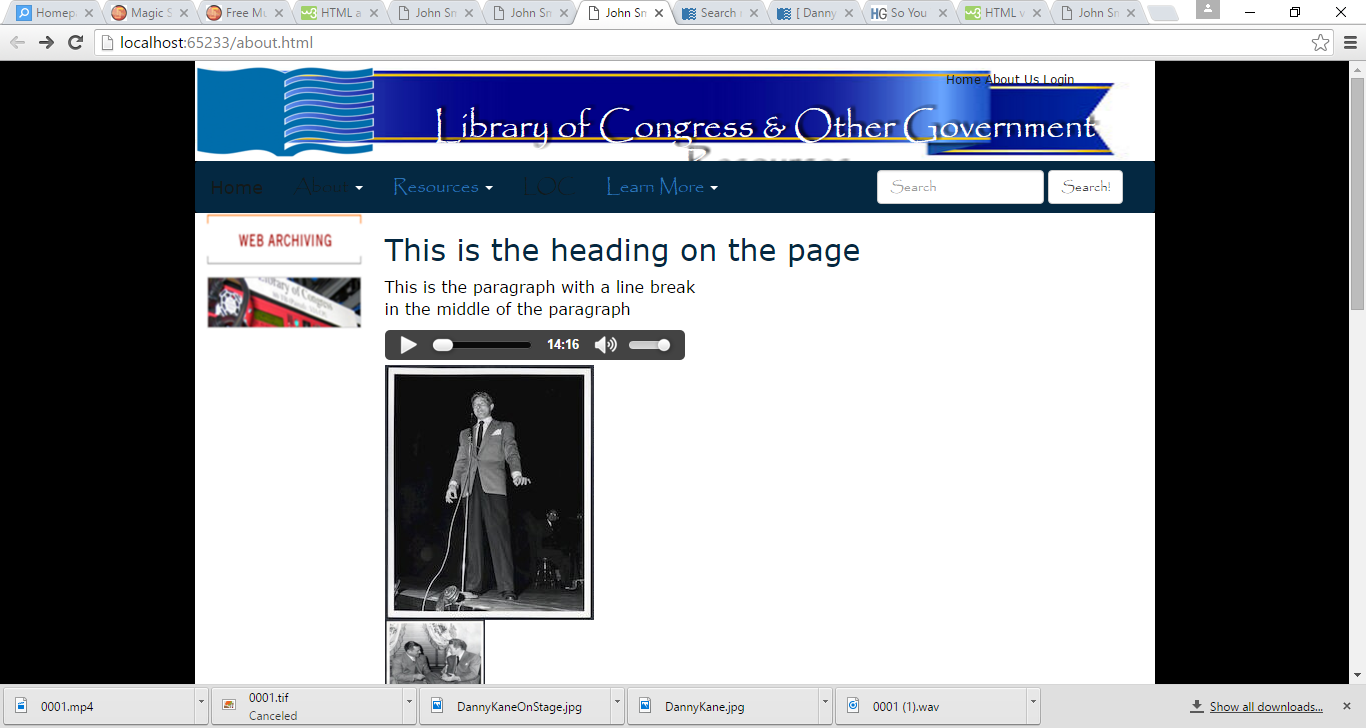 Homep
Magic S
Free Mu
HTML a
John Sn
John Sn
John Sn
Search
[ Danny
So You
HTML v
John Sn
localhost:65233/about.html
Home About Us Login
Library of Congress & Other Government
Resources
Home
About
Resources
LOC
Learn More
Search
Search!
WEB ARCHIVING
Library of Congress
This is the heading on the page
This is the paragraph with a line break
in the middle of the paragraph
14:16
0001.mp4
0001.tif
Canceled
DannyKaneOnStage.jpg
DannyKane.jpg
0001 (1).wav
Show all downloads...